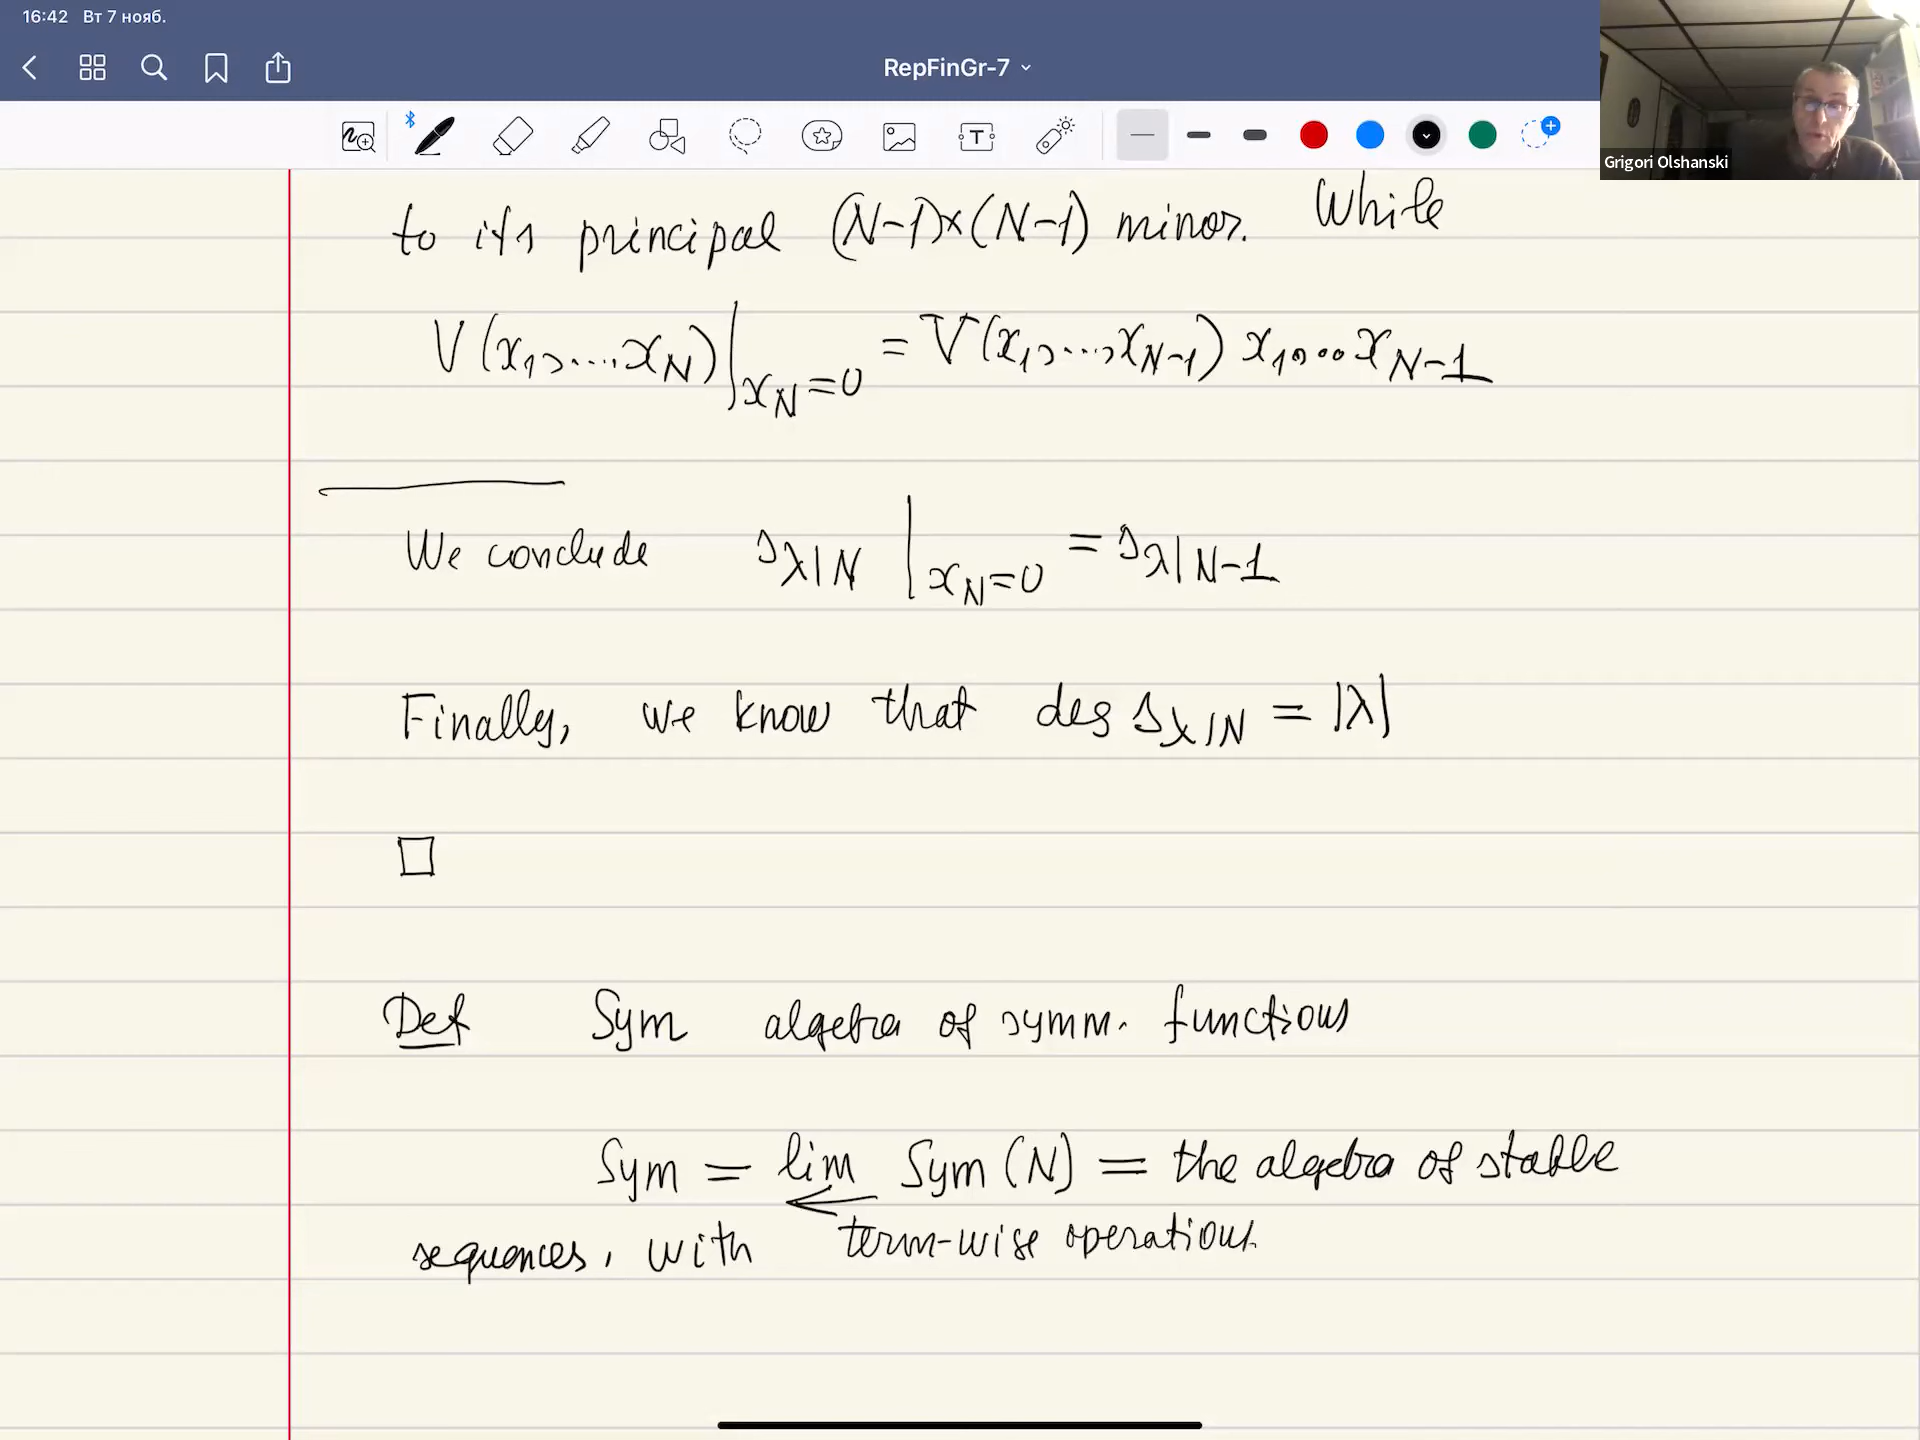 16:42 Вт 7 нояб.
RepFinGr-7
Grigori Olshanski
to its principal (N-1)×(N-1) minor. While
V(x₁,...,x_N)|_{x_N=0} = V(x₁,...,x_{N-1}) x₁...x_{N-1}
We conclude s_{λ|N} |_{x_N=0} = s_{λ|N-1}
Finally, we know that deg s_{λ|N} = |λ|
□
Def Sym algebra of symm. functions
Sym = lim← Sym(N) = the algebra of stable
sequences, with term-wise operations.